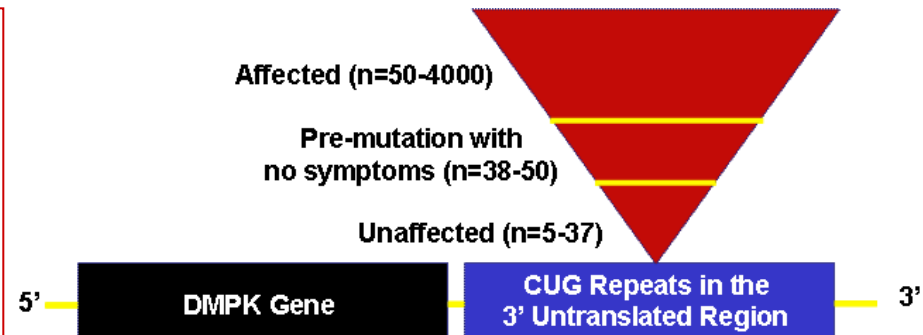 Affected (n=50-4000)
Pre-mutation with
no symptoms (n=38-50)
Unaffected (n=5-37)
5’
DMPK Gene
CUG Repeats in the
3’ Untranslated Region
3’